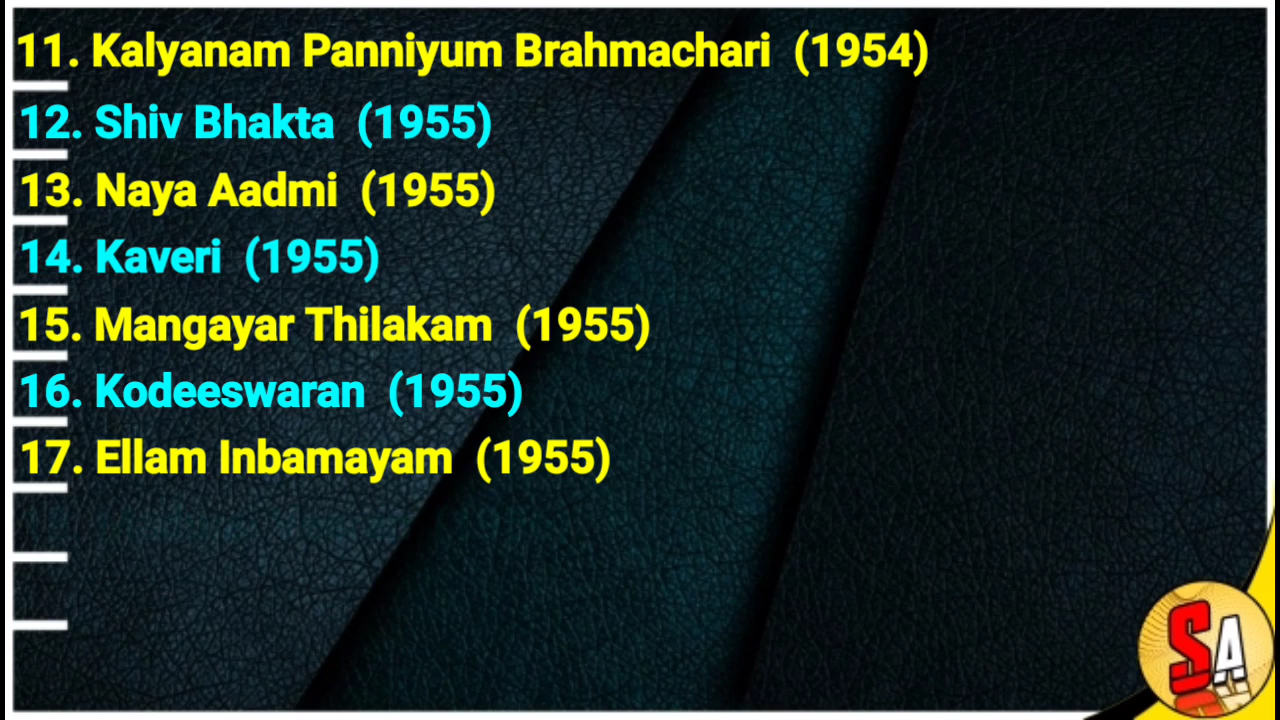 11. Kalyanam Panniyum Brahmachari (1954)
12. Shiv Bhakta (1955)
13. Naya Aadmi (1955)
14. Kaveri (1955)
15. Mangayar Thilakam (1955)
16. Kodeeswaran (1955)
17. Ellam Inbamayam (1955)
SA